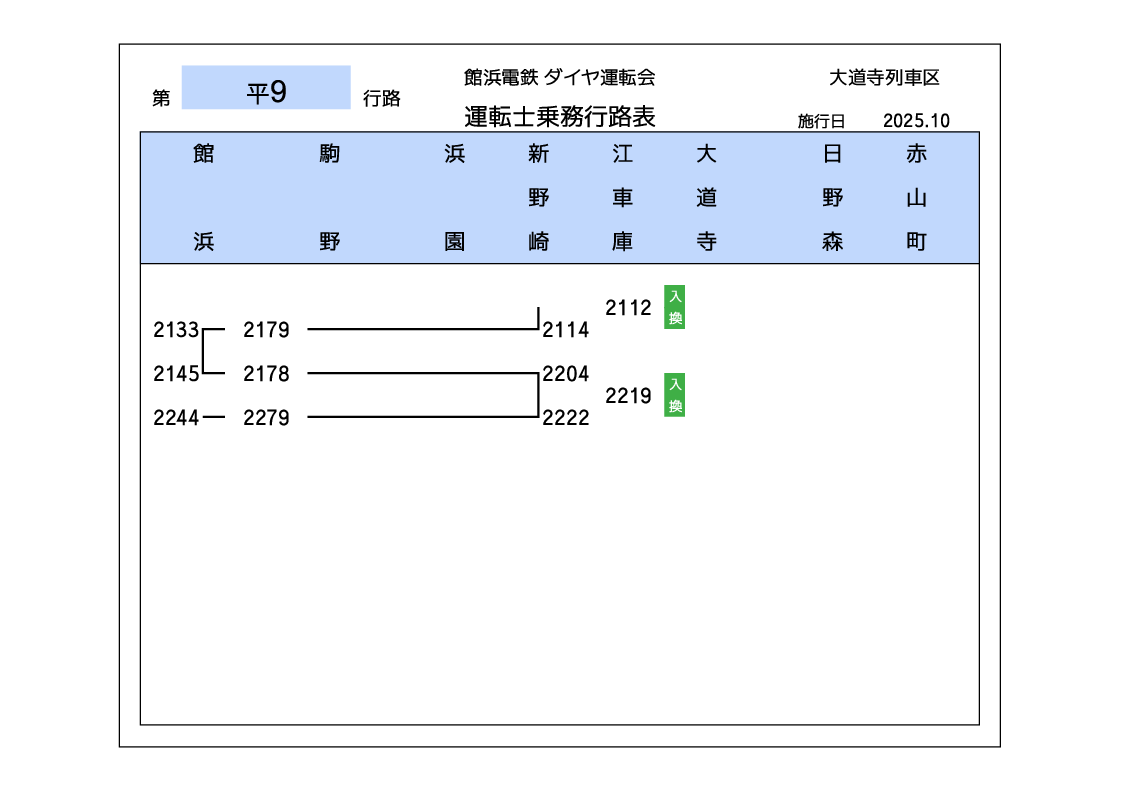 館浜電鉄 ダイヤ運転会
大道寺列車区
第 平9 行路
運転士乗務行路表
施行日 2025.10
館浜
駒野
浜園
新野崎
江車庫
大道寺
日野森
赤山町
2112 入換
2133 2179 2114
2145 2178 2204
2219 入換
2244 2279 2222